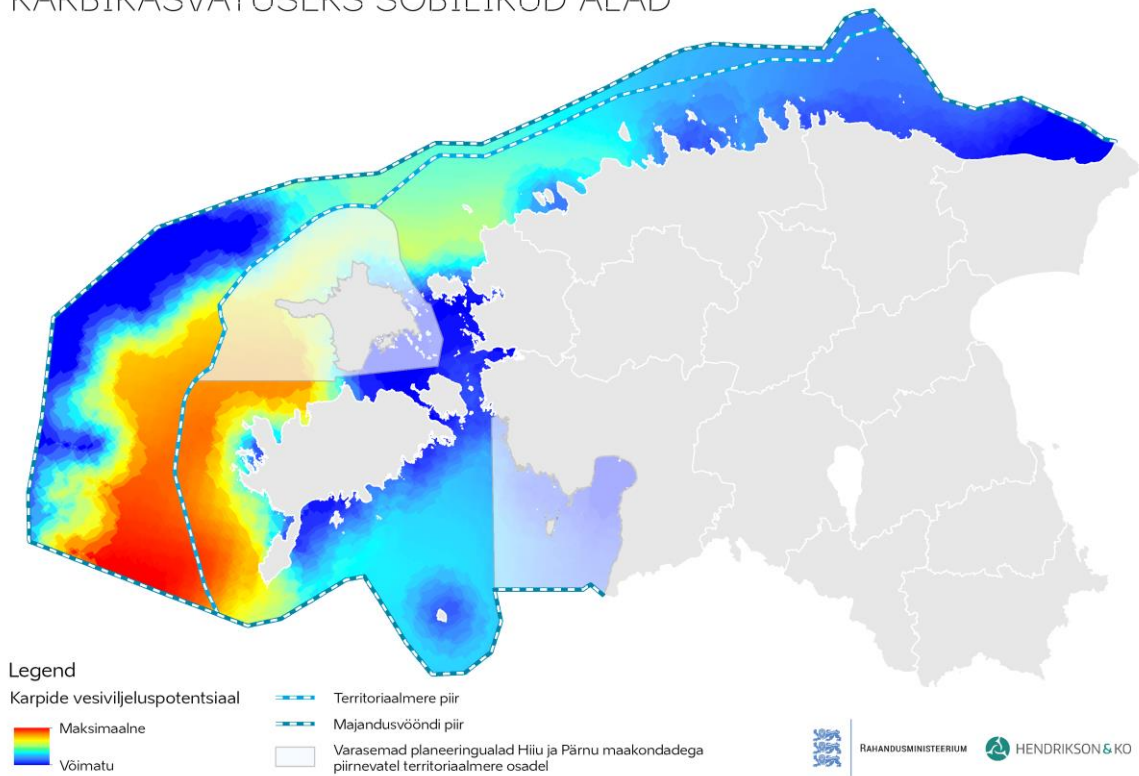 KARBIKASVATUSEKS SOBILIKUD ALAD
Legend
Karpide vesiviljeluspotentsiaal
Maksimaalne
Võimatu
Territoriaalmere piir
Majandusvööndi piir
Varasemad planeeringualad Hiiu ja Pärnu maakondadega
piirnevatel territoriaalmere osadel
RAHANDUSMINISTEERIUM
HENDRIKSON & KO